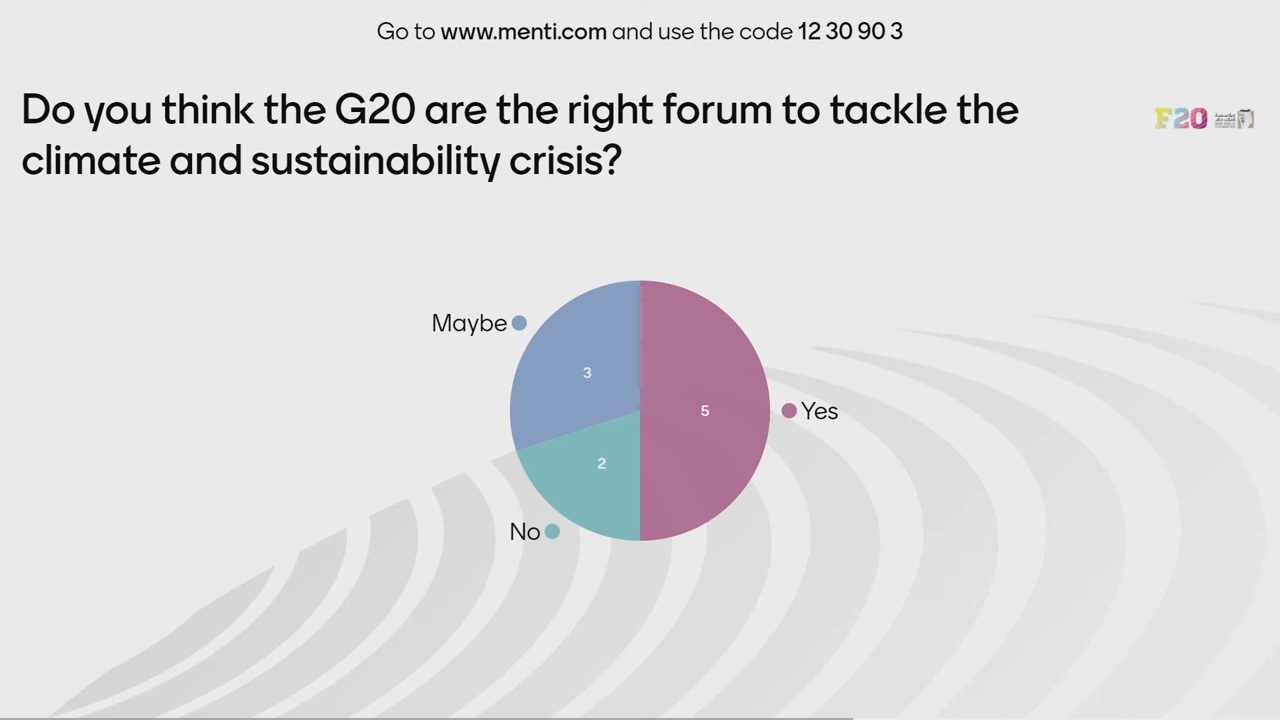 Go to www.menti.com and use the code 12 30 90 3
Do you think the G20 are the right forum to tackle the
climate and sustainability crisis?
F20
Maybe
3
5
Yes
2
No